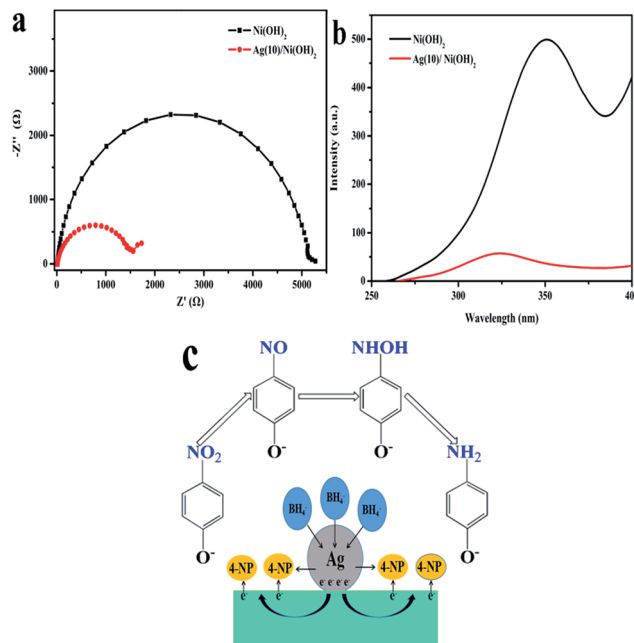 a
Ni(OH)₂
Ag(10)/Ni(OH)₂
-Z'' (Ω)
3000
2000
1000
0
0 1000 2000 3000 4000 5000
Z' (Ω)
b
Ni(OH)₂
Ag(10)/ Ni(OH)₂
Intensity (a.u.)
500
400
300
200
100
0
250 300 350 40
Wavelength (nm)
c
NO
NHOH
O⁻
O⁻
NO₂
NH₂
O⁻
O⁻
BH₄⁻
BH₄⁻
BH₄⁻
Ag
e⁻ e⁻ e⁻ e⁻
4-NP
4-NP
4-NP
4-NP
e⁻
e⁻
e⁻
e⁻